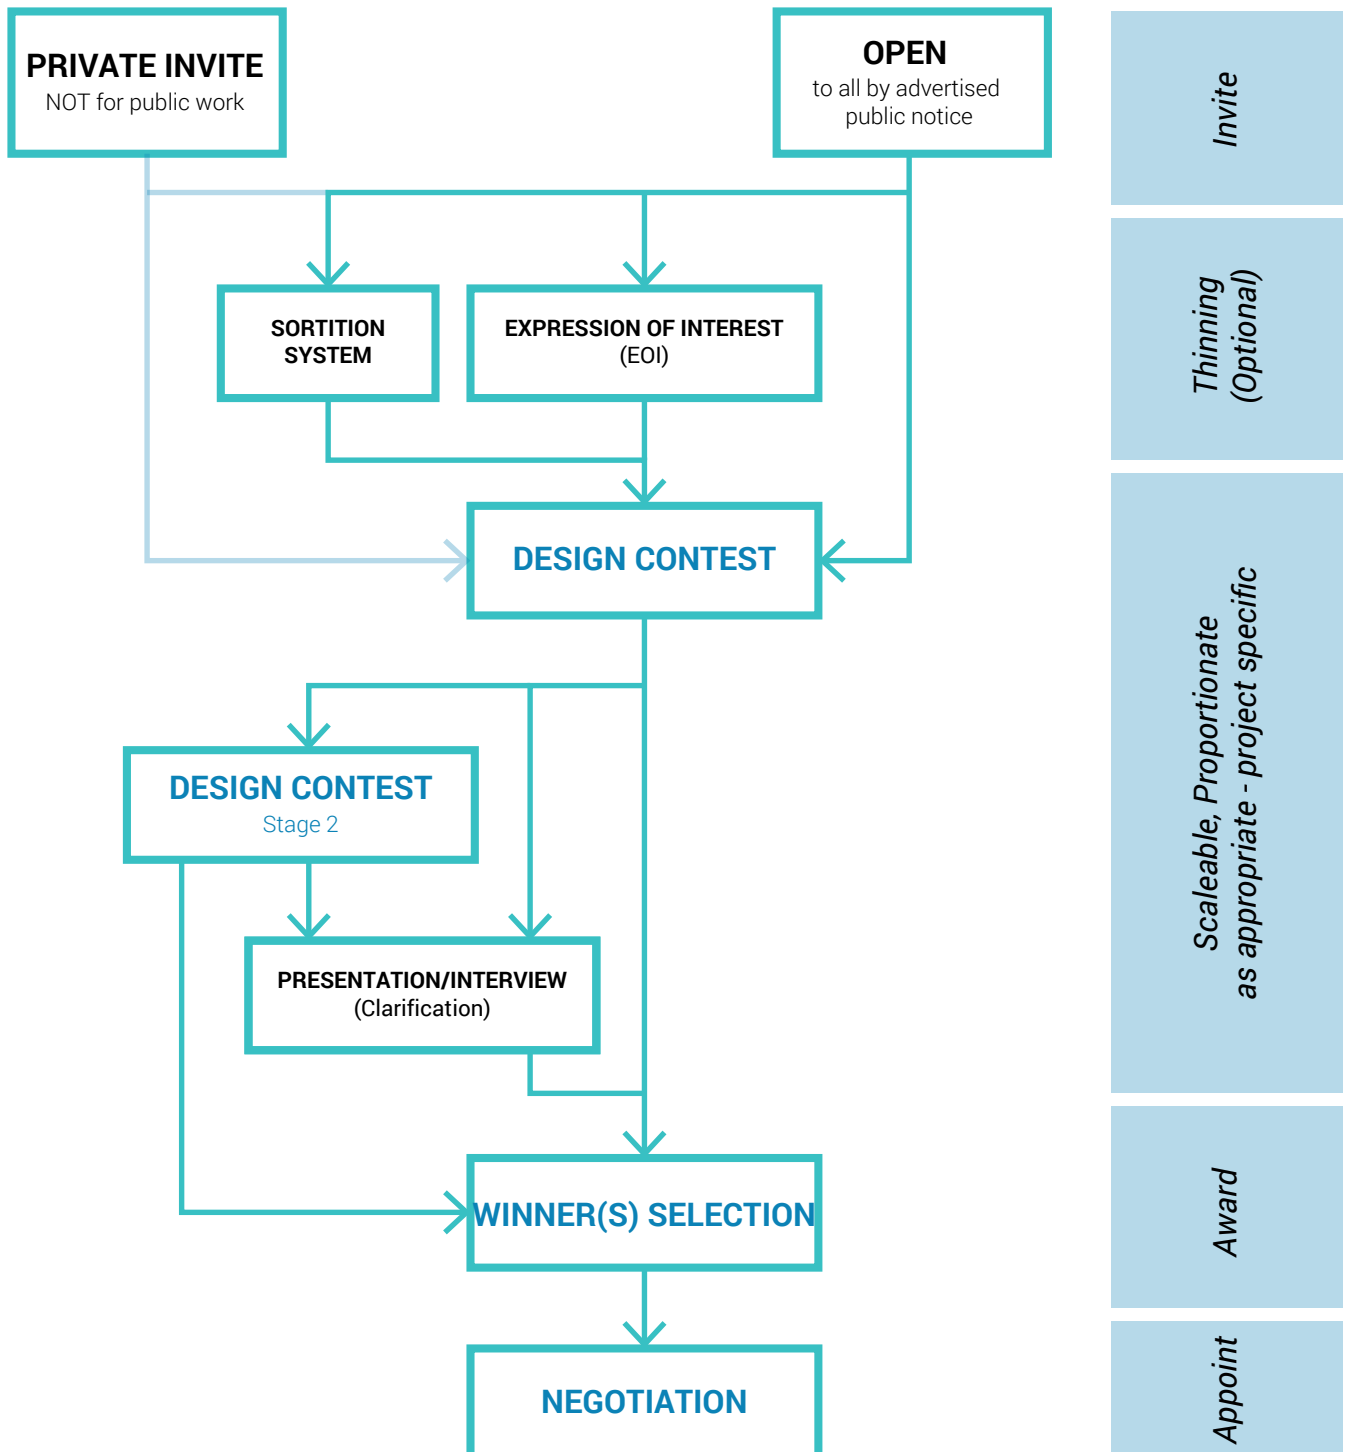 PRIVATE INVITE
NOT for public work
OPEN
to all by advertised
public notice
Invite
SORTITION
SYSTEM
EXPRESSION OF INTEREST
(EOI)
Thinning
(Optional)
DESIGN CONTEST
DESIGN CONTEST
Stage 2
PRESENTATION/INTERVIEW
(Clarification)
Scaleable, Proportionate
as appropriate - project specific
WINNER(S) SELECTION
Award
NEGOTIATION
Appoint